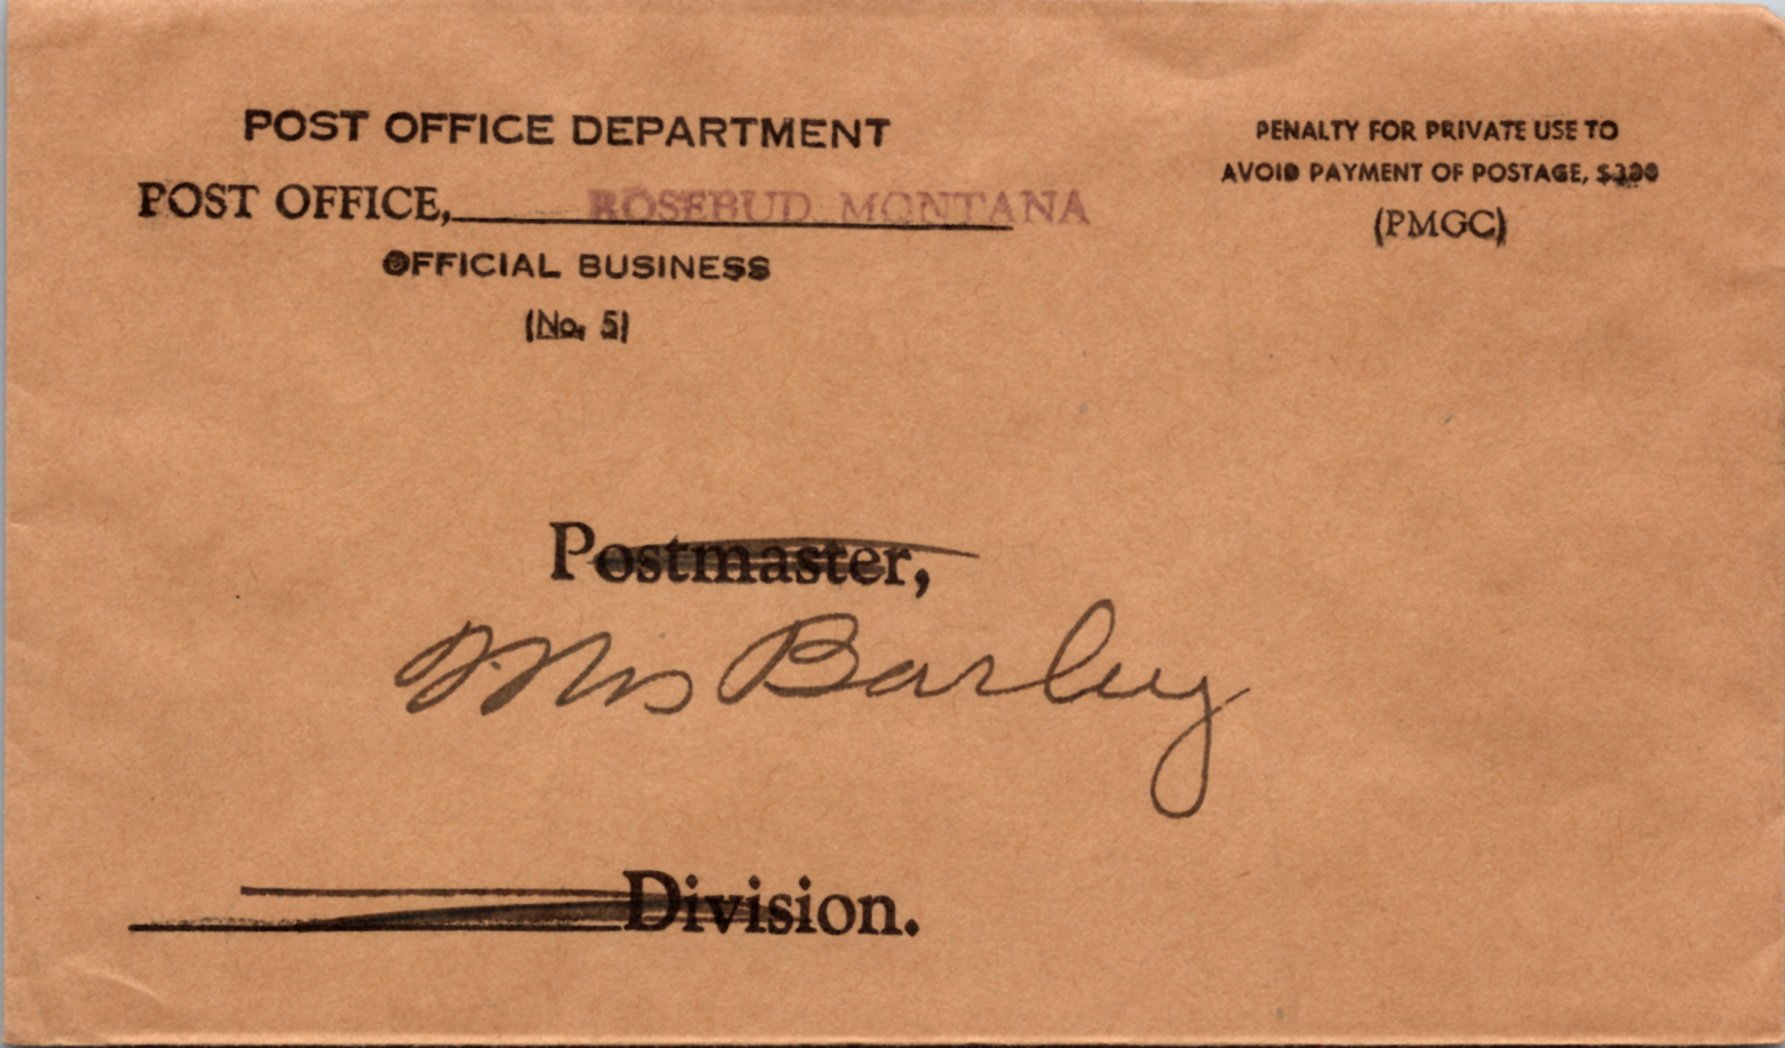 POST OFFICE DEPARTMENT
POST OFFICE, ROSEBUD MONTANA
OFFICIAL BUSINESS
(No. 5)
PENALTY FOR PRIVATE USE TO
AVOID PAYMENT OF POSTAGE, $300
(PMGC)
Postmaster,
Mrs Barley
Division.